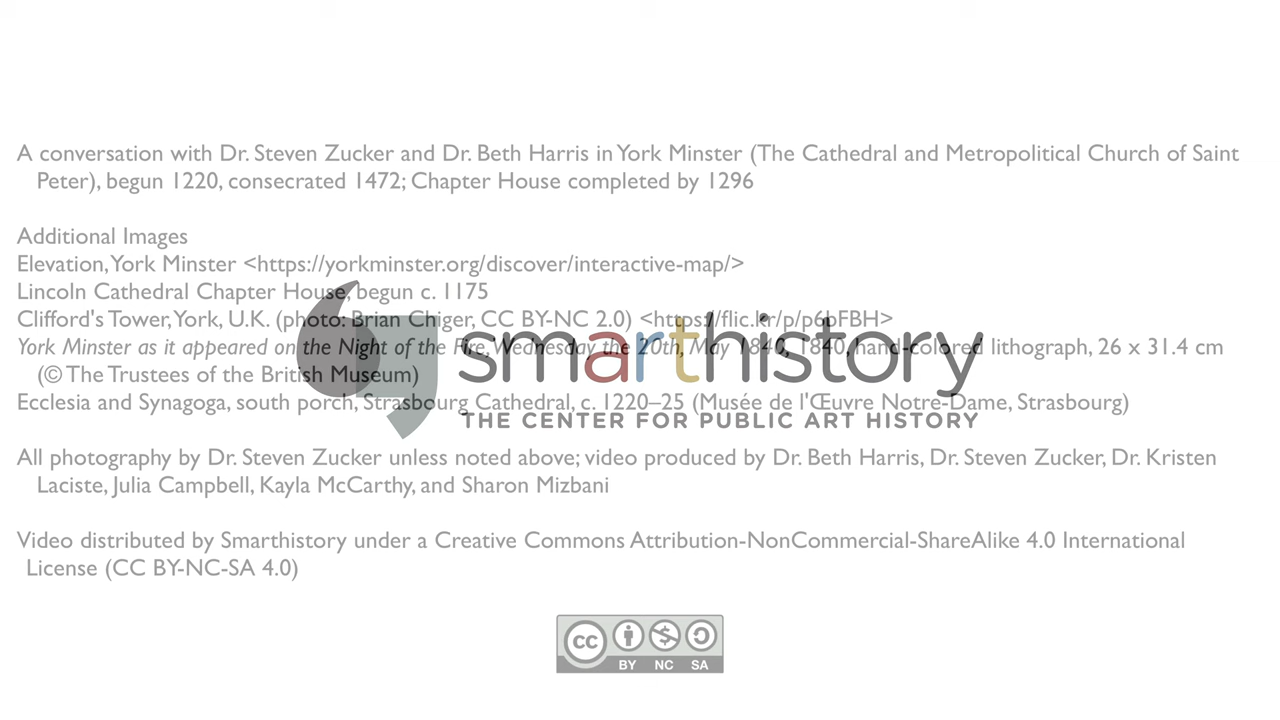 A conversation with Dr. Steven Zucker and Dr. Beth Harris in York Minster (The Cathedral and Metropolitical Church of Saint
Peter), begun 1220, consecrated 1472; Chapter House completed by 1296
Additional Images
Elevation, York Minster <https://yorkminster.org/discover/interactive-map/>
Lincoln Cathedral Chapter House, begun c. 1175
Clifford's Tower, York, U.K. (photo: Brian Chiger, CC BY-NC 2.0) <https://flic.kr/p/p6bFBH>
York Minster as it appeared on the Night of the Fire, Wednesday the 20th, May 1840, 1840, hand-colored lithograph, 26 x 31.4 cm
(© The Trustees of the British Museum)
Ecclesia and Synagoga, south porch, Strasbourg Cathedral, c. 1220–25 (Musée de l'Œuvre Notre-Dame, Strasbourg)
smarthistory
THE CENTER FOR PUBLIC ART HISTORY
All photography by Dr. Steven Zucker unless noted above; video produced by Dr. Beth Harris, Dr. Steven Zucker, Dr. Kristen
Laciste, Julia Campbell, Kayla McCarthy, and Sharon Mizbani
Video distributed by Smarthistory under a Creative Commons Attribution-NonCommercial-ShareAlike 4.0 International
License (CC BY-NC-SA 4.0)
cc
BY NC SA